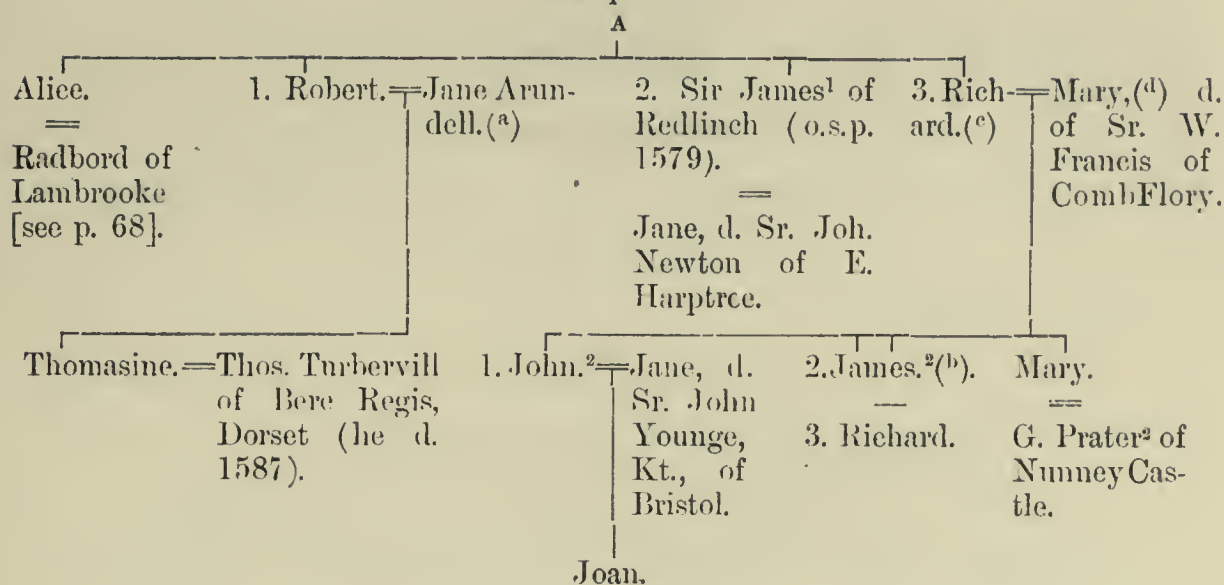 A
Alice.
=
Radbord of
Lambrooke
[see p. 68].
1. Robert.=Jane Arun-
dell.(ᵃ)
2. Sir James¹ of
Redlinch (o.s.p.
1579).
=
Jane, d. Sr. Joh.
Newton of E.
Harptree.
3. Rich-=Mary,(ᵈ) d.
ard.(ᶜ) of Sr. W.
Francis of
CombFlory.
Thomasine.=Thos. Turbervill
of Bere Regis,
Dorset (he d.
1587).
1. John.²=Jane, d.
Sr. John
Younge,
Kt., of
Bristol.
2. James.²(ᵇ).
—
3. Richard.
Mary.
=
G. Prater² of
Nunney Cas-
tle.
Joan.